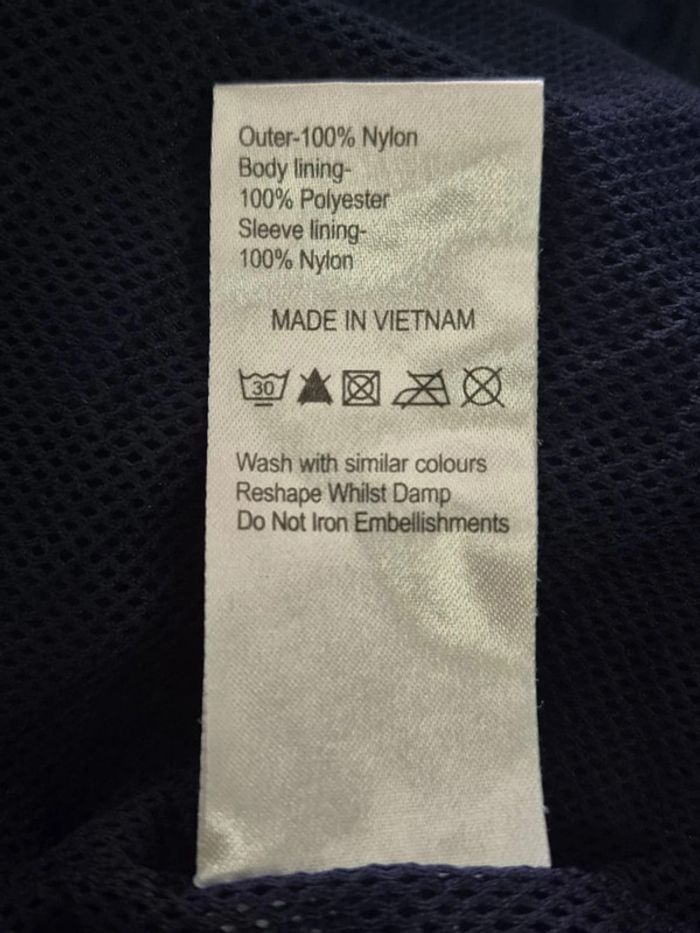 Outer-100% Nylon
Body lining-
100% Polyester
Sleeve lining-
100% Nylon
MADE IN VIETNAM
30
Wash with similar colours
Reshape Whilst Damp
Do Not Iron Embellishments